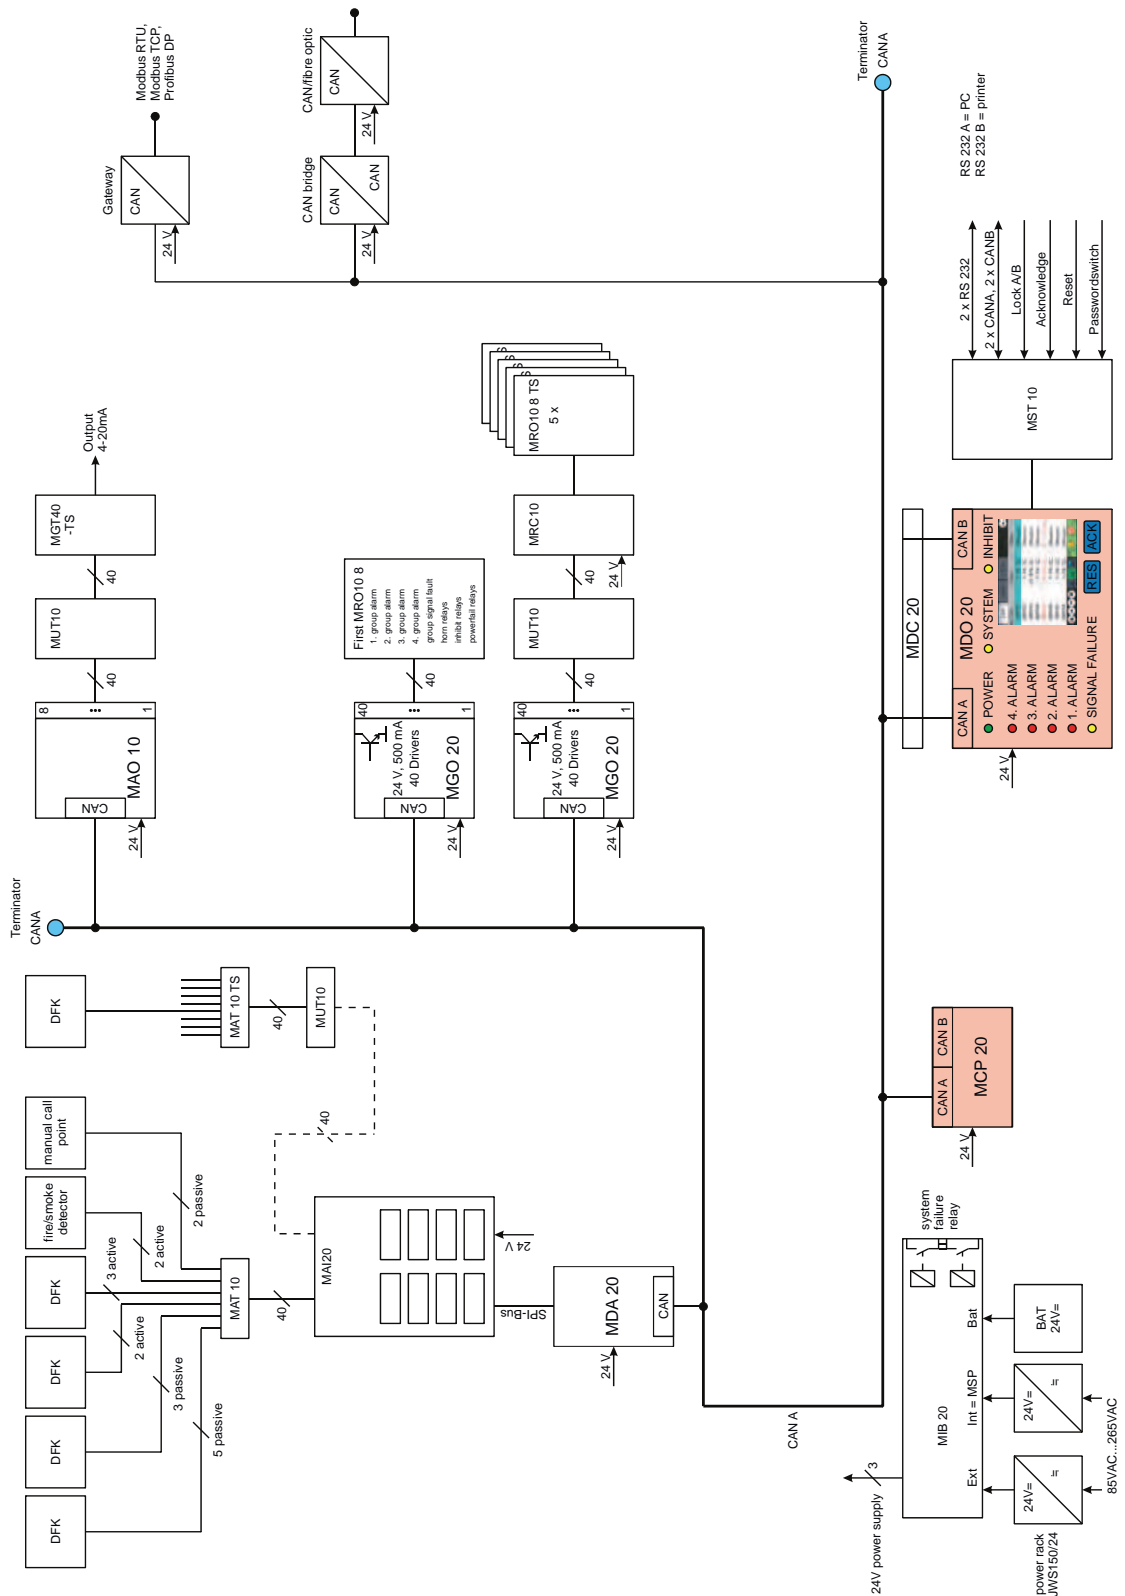 DFK
DFK
DFK
DFK
fire/smoke
detector
manual call
point
DFK
5 passive
3 passive
2 active
3 active
2 active
2 passive
MAT 10
40
MAT 10 TS
40
MUT10
40
MAI20
24 V
SPI-Bus
MDA 20
CAN
24 V
Terminator
CANA
CAN A
MAO 10
CAN
8
...
1
24 V
40
MUT10
40
MGT40
-TS
Output
4-20mA
MGO 20
CAN
24 V, 500 mA
40 Drivers
40
...
1
24 V
40
First MRO10 8
1. group alarm
2. group alarm
3. group alarm
4. group alarm
group signal fault
horn relays
inhibit relays
powerfail relays
MGO 20
CAN
24 V, 500 mA
40 Drivers
40
...
1
24 V
40
MUT10
40
MRC10
24 V
MRO10 8 TS
5 x
Gateway
CAN
24 V
Modbus RTU,
Modbus TCP,
Profibus DP
CAN bridge
CAN
CAN
24 V
CAN/fibre optic
CAN
24 V
Terminator
CANA
24V power supply
3
MIB 20
Ext
Int = MSP
Bat
system
failure
relay
24V=
24V=
BAT
24V=
power rack
85VAC...265VAC
MCP 20
CAN A
CAN B
24 V
MDC 20
CAN A
MDO 20
CAN B
POWER
SYSTEM
INHIBIT
4. ALARM
3. ALARM
2. ALARM
1. ALARM
SIGNAL FAILURE
RES
ACK
24 V
MST 10
2 x RS 232
2 x CANA, 2 x CANB
Lock A/B
Acknowledge
Reset
Passwordswitch
RS 232 A = PC
RS 232 B = printer